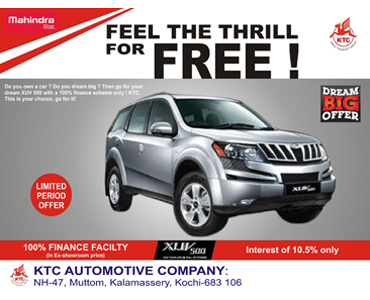 Mahindra
Rise.
FEEL THE THRILL
FOR FREE !
KTC
Do you own a car ? Do you dream big ? Then go for your
dream XUV 500 with a 100% finance scheme only ! KTC.
This is your chance, go for it!
DREAM
BIG
OFFER
LIMITED
PERIOD
OFFER
100% FINANCE FACILTY
(In Ex-showroom price)
XUV500
Interest of 10.5% only
KTC AUTOMOTIVE COMPANY:
NH-47, Muttom, Kalamassery, Kochi-683 106